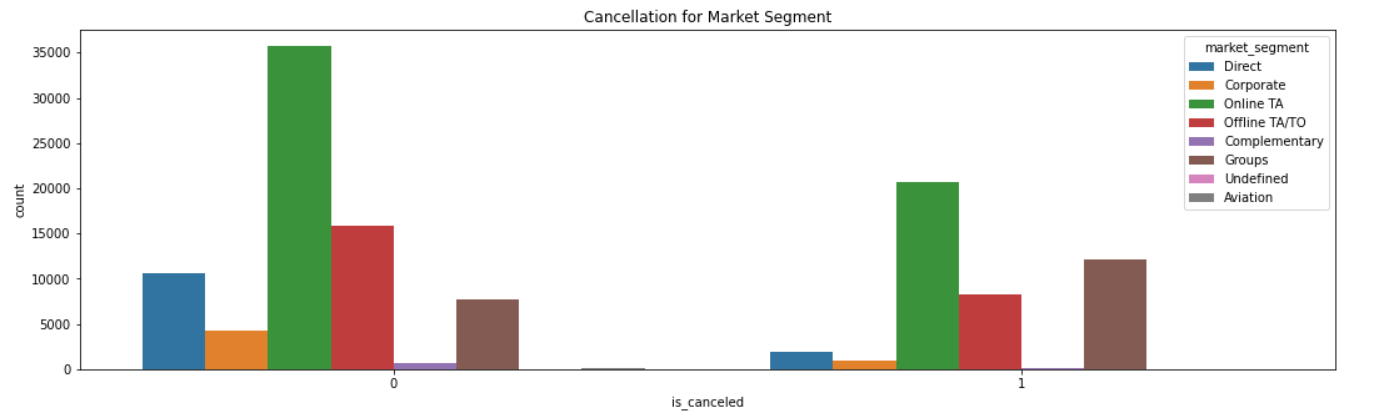 Cancellation for Market Segment
35000
30000
25000
20000
15000
10000
5000
0
count
0
1
is_canceled
market_segment
Direct
Corporate
Online TA
Offline TA/TO
Complementary
Groups
Undefined
Aviation